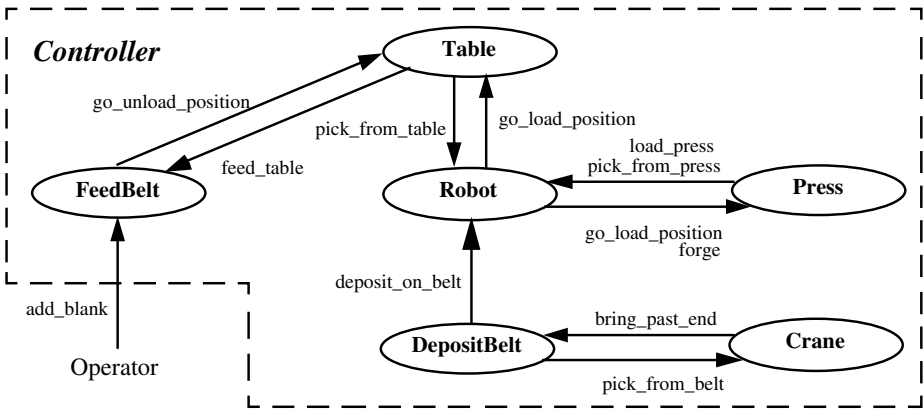 Controller
Table
go_unload_position
pick_from_table
go_load_position
feed_table
load_press
pick_from_press
FeedBelt
Robot
Press
go_load_position
forge
deposit_on_belt
add_blank
bring_past_end
DepositBelt
Crane
Operator
pick_from_belt